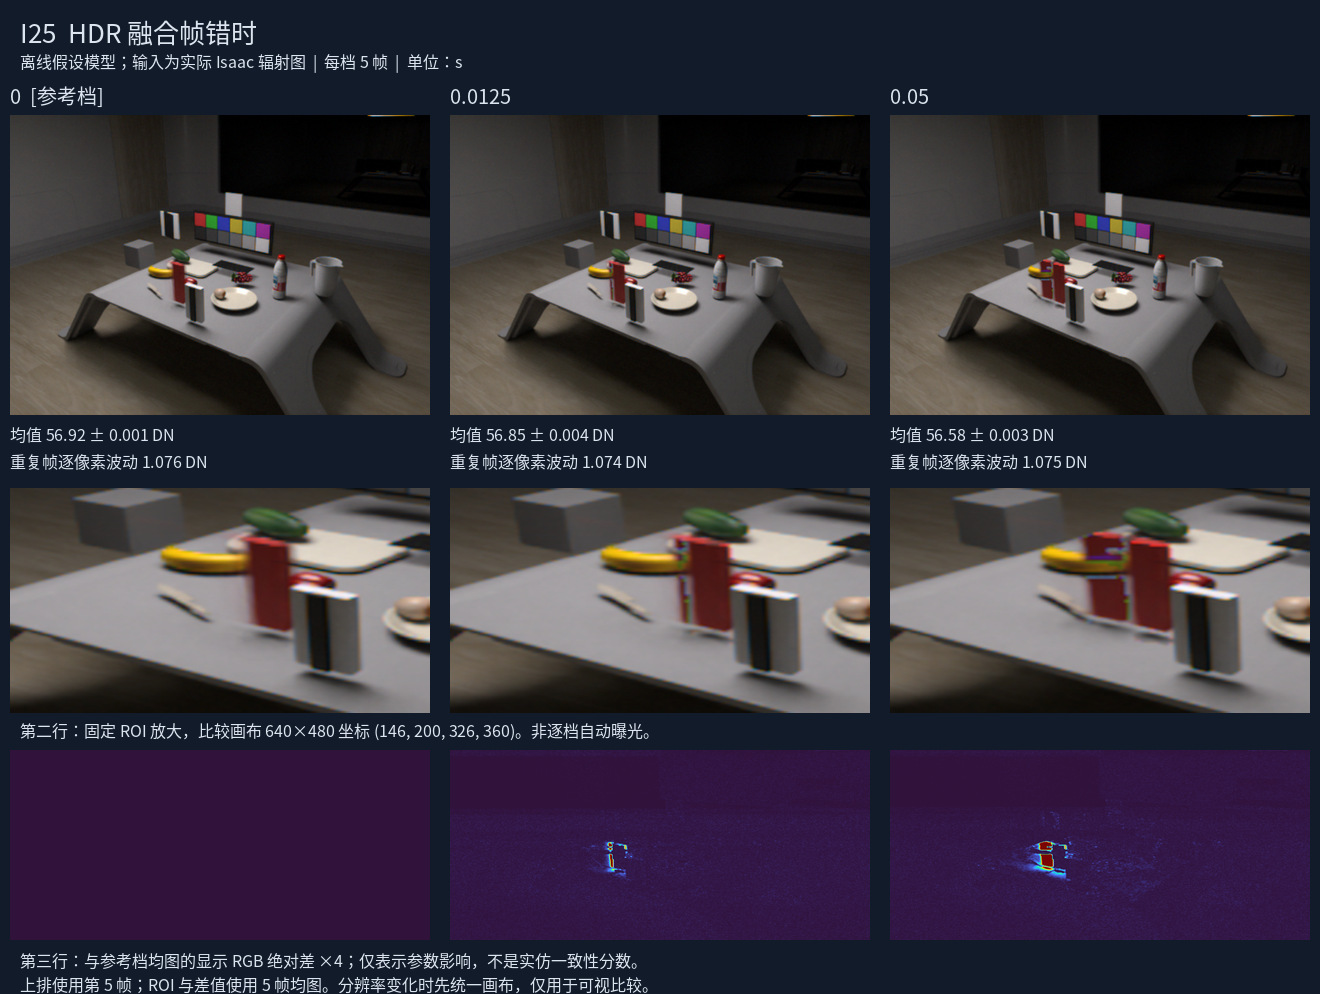 I25 HDR 融合帧错时
离线假设模型；输入为实际 Isaac 辐射图 | 每档 5 帧 | 单位：s
0 [参考档]
0.0125
0.05
均值 56.92 ± 0.001 DN
重复帧逐像素波动 1.076 DN
均值 56.85 ± 0.004 DN
重复帧逐像素波动 1.074 DN
均值 56.58 ± 0.003 DN
重复帧逐像素波动 1.075 DN
第二行：固定 ROI 放大，比较画布 640×480 坐标 (146, 200, 326, 360)。非逐档自动曝光。
第三行：与参考档均图的显示 RGB 绝对差 ×4；仅表示参数影响，不是实仿一致性分数。
上排使用第 5 帧；ROI 与差值使用 5 帧均图。分辨率变化时先统一画布，仅用于可视比较。